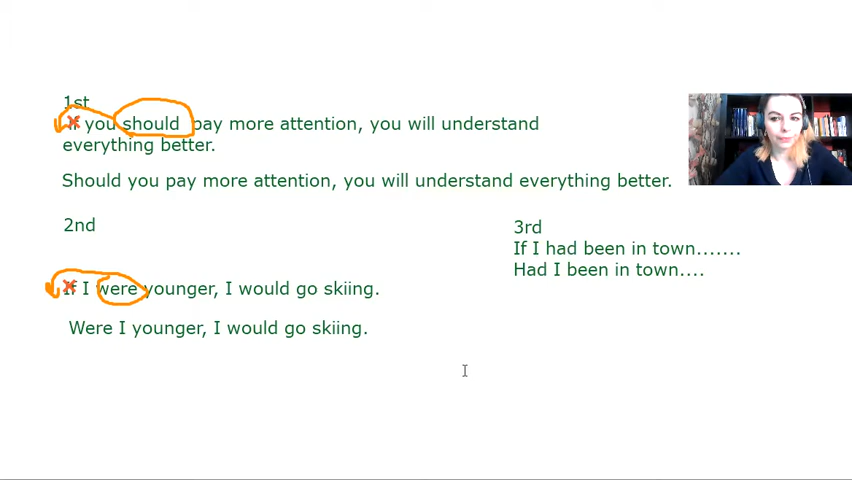 1st
If you should pay more attention, you will understand
everything better.
Should you pay more attention, you will understand everything better.
2nd
3rd
If I had been in town.......
Had I been in town....
If I were younger, I would go skiing.
Were I younger, I would go skiing.